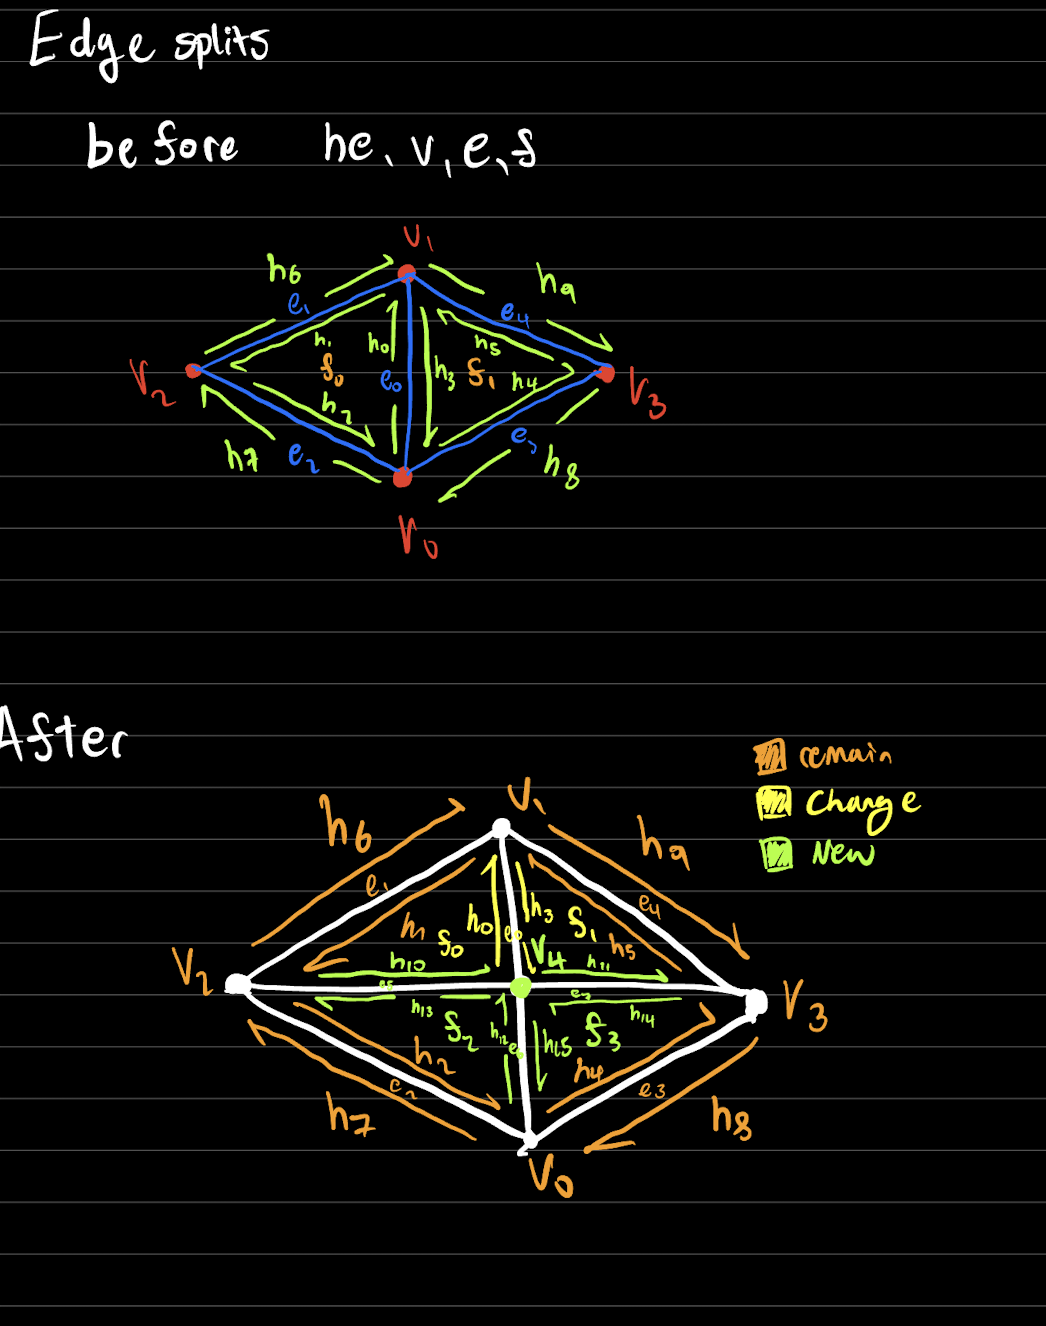 Edge splits
before he, v, e, f
v1
h6 h9
e1 e4
h1 h0 h5
V2 f0 e0 h3 f1 h4 V3
h2
h7 e2 h8
V0
After
remain
Change
New
V1
h6 h9
e1 e4
h1 h0 h3 f1 h5
f0 e0
V2 h10 V4 h11
e5 V3
h13 f2 h12 h15 f3 h14
h2 h4
e2 e3
h7 h8
V0